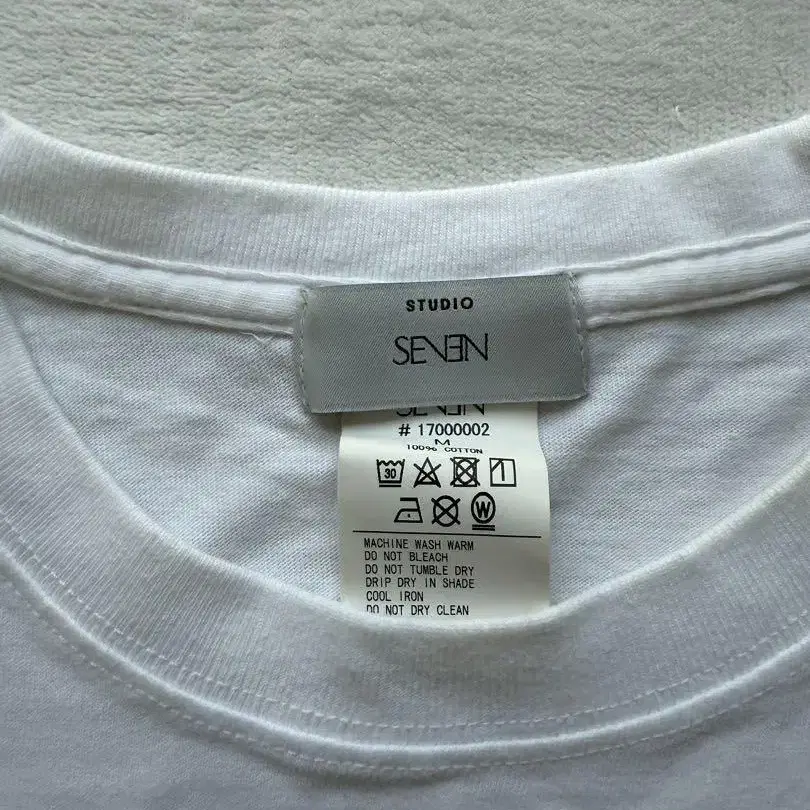 STUDIO
SEVEN
SEVEN
# 17000002
M
100% COTTON
30
W
MACHINE WASH WARM
DO NOT BLEACH
DO NOT TUMBLE DRY
DRIP DRY IN SHADE
COOL IRON
DO NOT DRY CLEAN